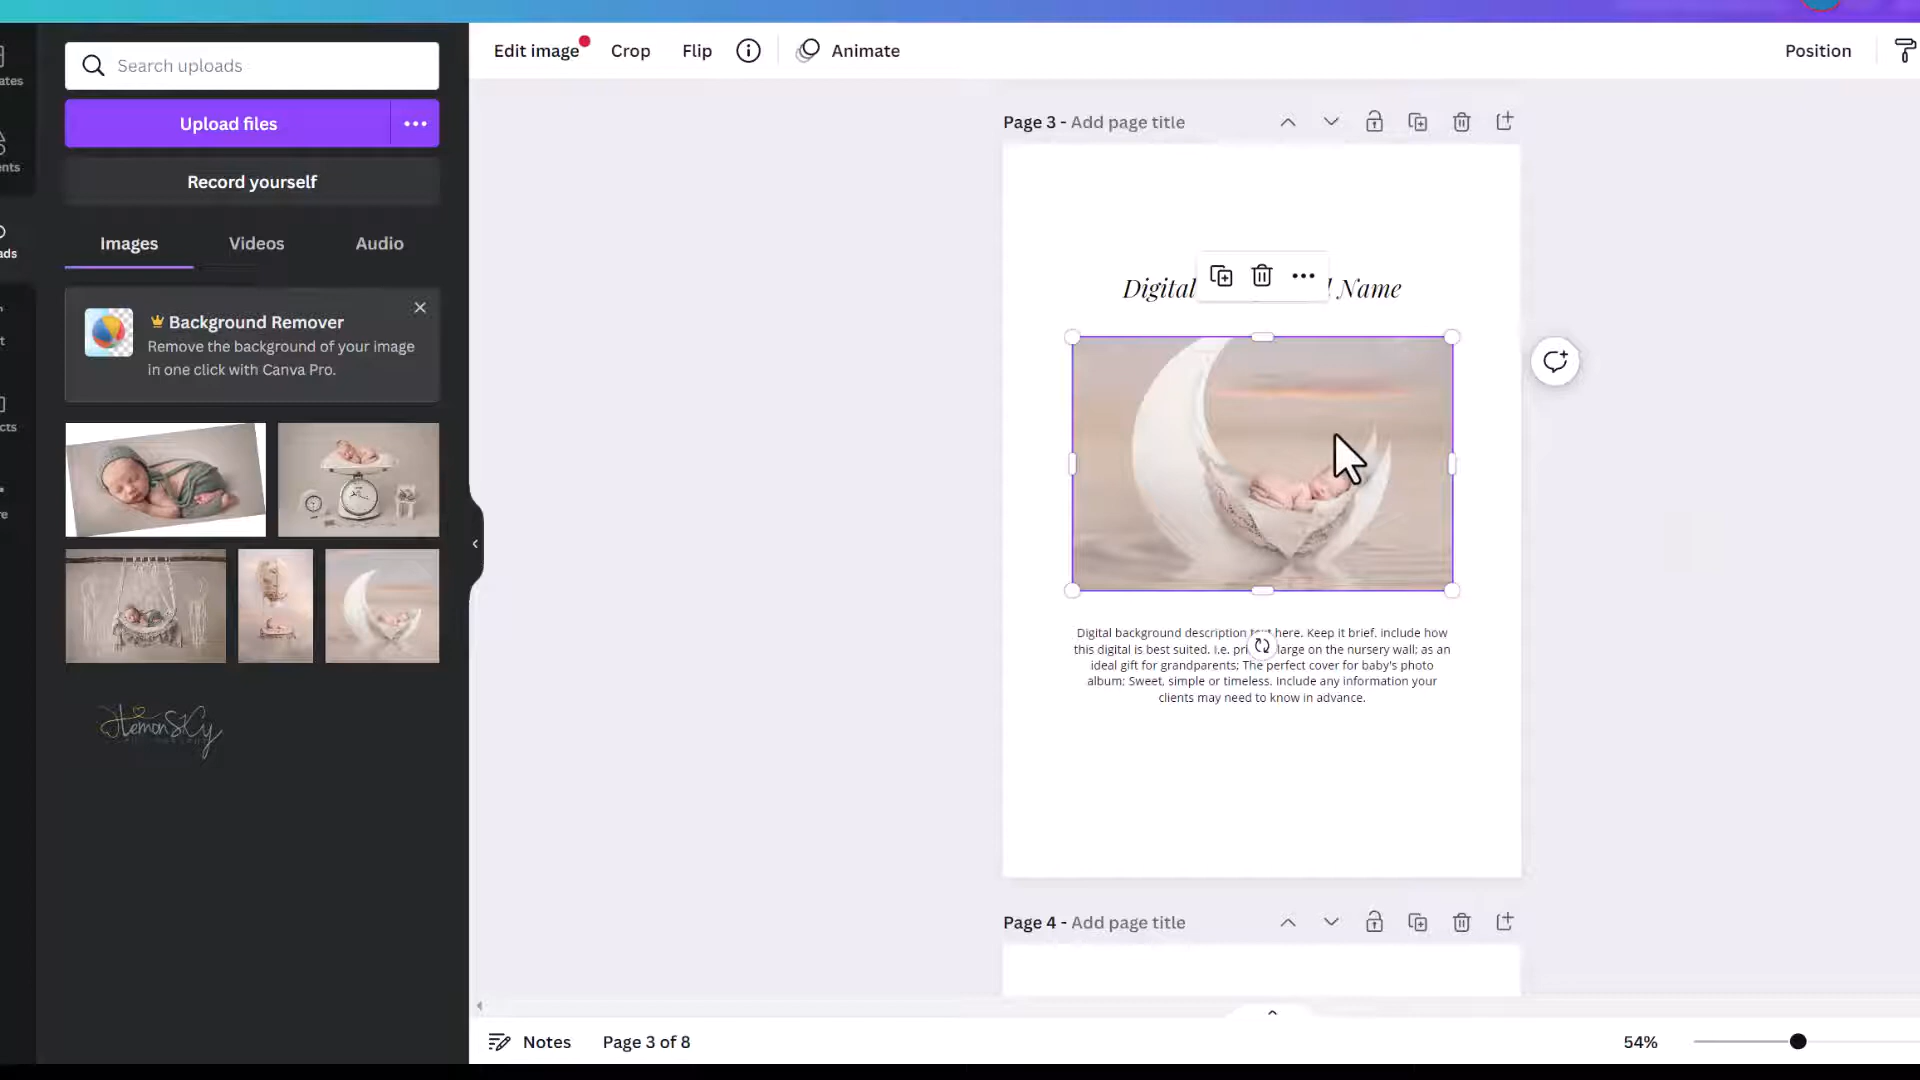 Search uploads
Upload files
Record yourself
Images
Videos
Audio
Background Remover
Remove the background of your image
in one click with Canva Pro.
Edit image
Crop
Flip
Animate
Position
Page 3 - Add page title
Digital
Name
Digital background description text here. Keep it brief. include how
this digital is best suited. i.e. large on the nursery wall; as an
ideal gift for grandparents; The perfect cover for baby's photo
album; Sweet, simple or timeless. Include any information your
clients may need to know in advance.
Page 4 - Add page title
Notes
Page 3 of 8
54%